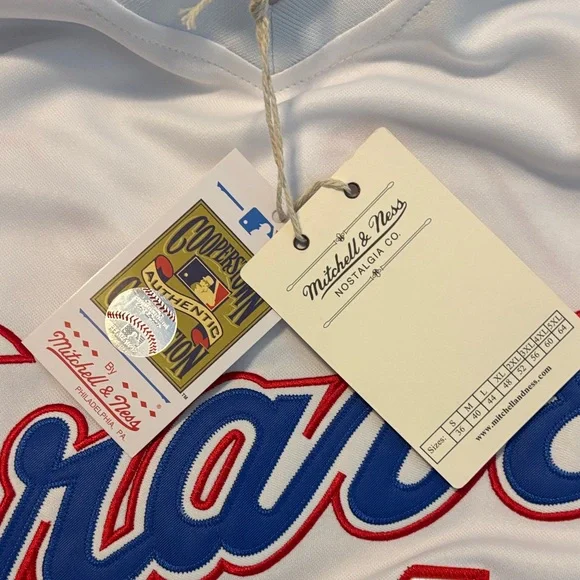 COOPERSTOWN
AUTHENTIC
COLLECTION
BY
Mitchell & Ness
PHILADELPHIA, PA
Mitchell & Ness
NOSTALGIA CO.
Sizes: S M L XL 2XL 3XL 4XL 5XL
36 40 44 48 52 56 60 64
www.mitchellandness.com
rave